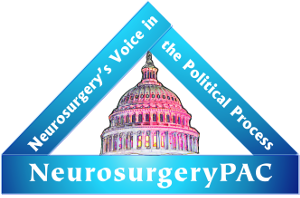 Neurosurgery's Voice in
the Political Process
NeurosurgeryPAC